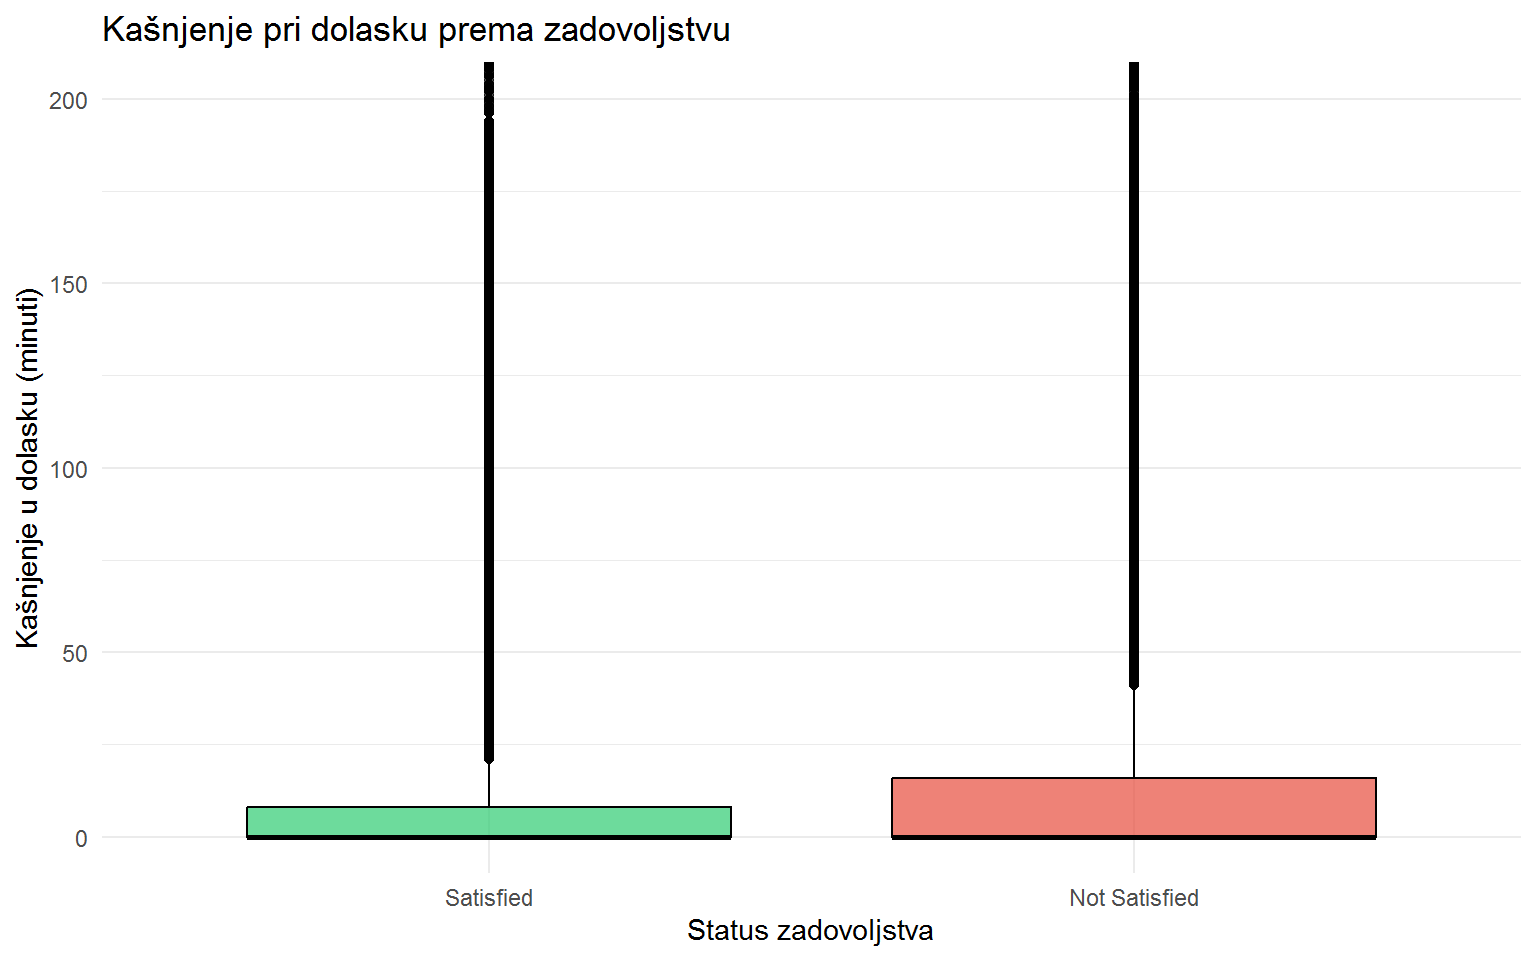 Kašnjenje pri dolasku prema zadovoljstvu
Kašnjenje u dolasku (minuti)
200
150
100
50
0
Satisfied
Not Satisfied
Status zadovoljstva